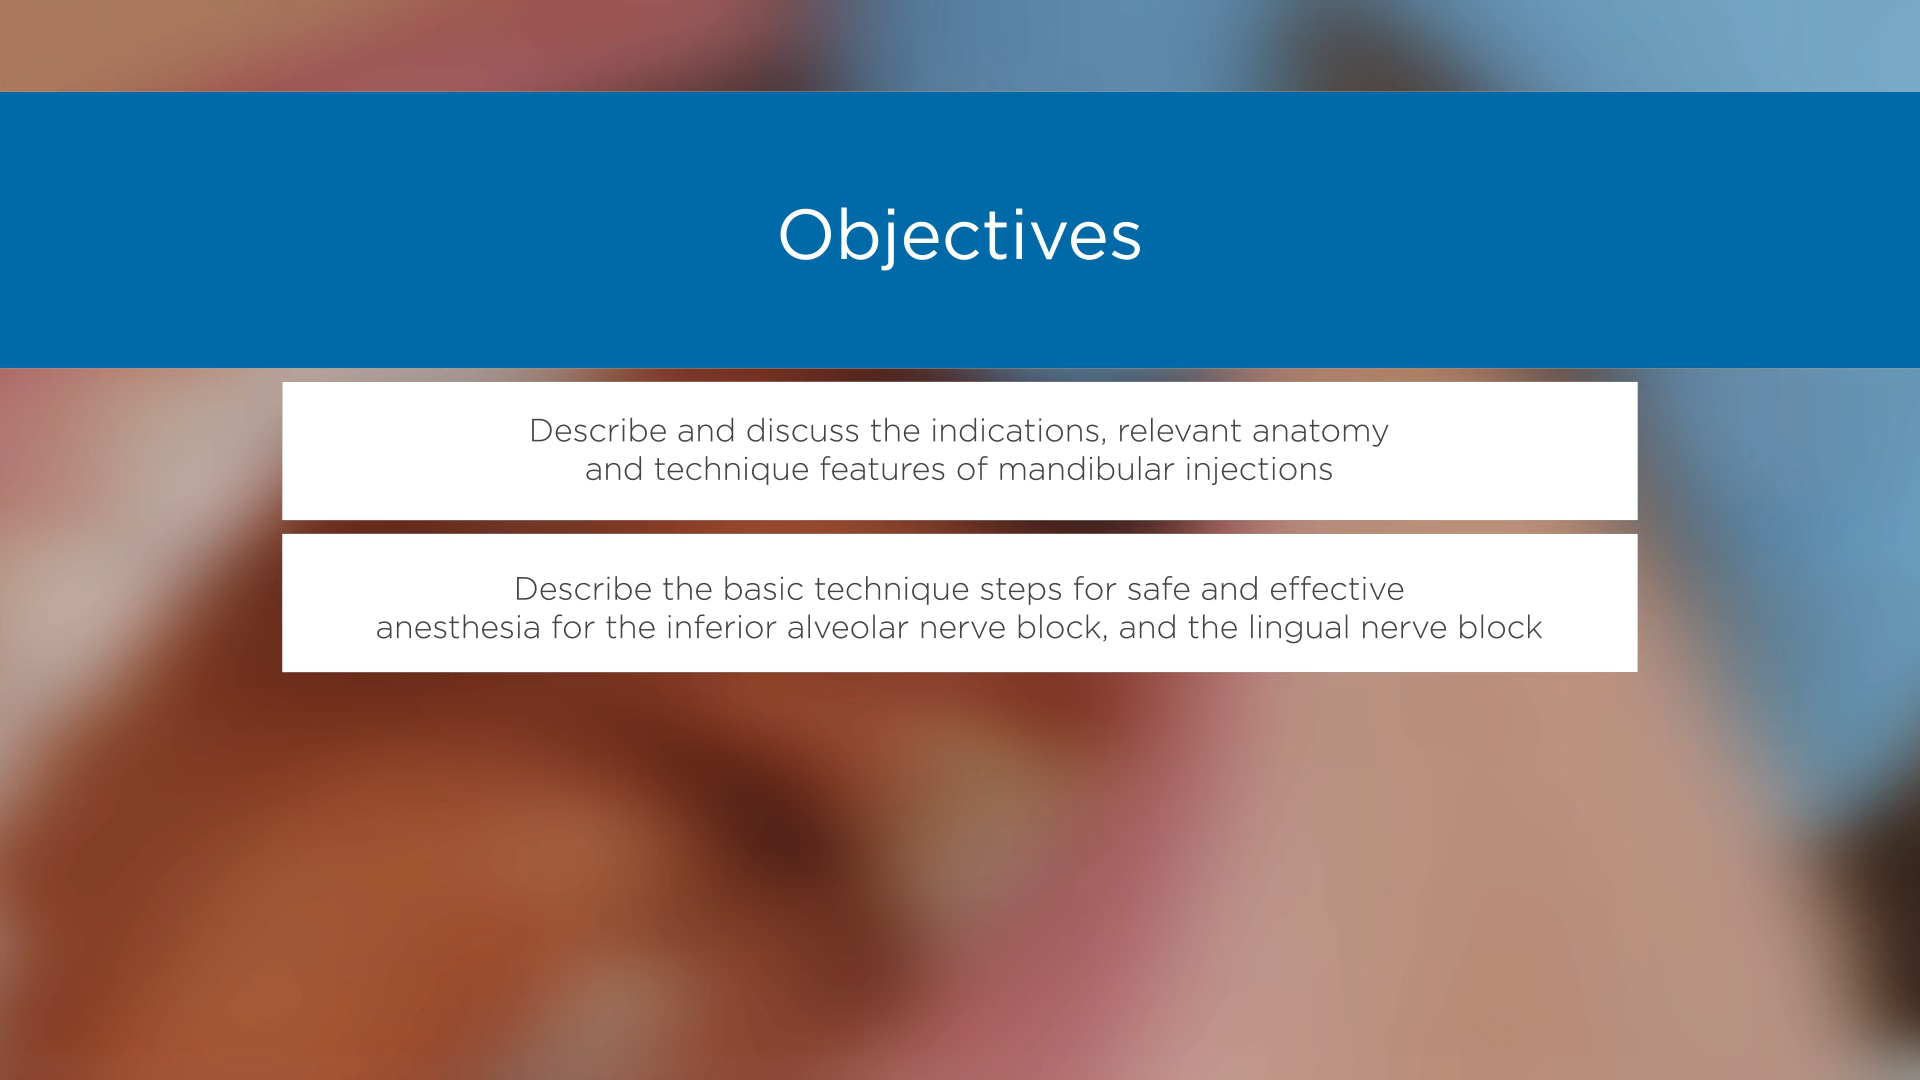 Objectives
Describe and discuss the indications, relevant anatomy
and technique features of mandibular injections
Describe the basic technique steps for safe and effective
anesthesia for the inferior alveolar nerve block, and the lingual nerve block